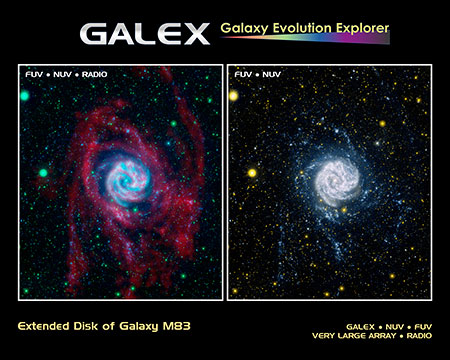 GALEX Galaxy Evolution Explorer
FUV • NUV • RADIO
FUV • NUV
Extended Disk of Galaxy M83
GALEX • NUV • FUV
VERY LARGE ARRAY • RADIO